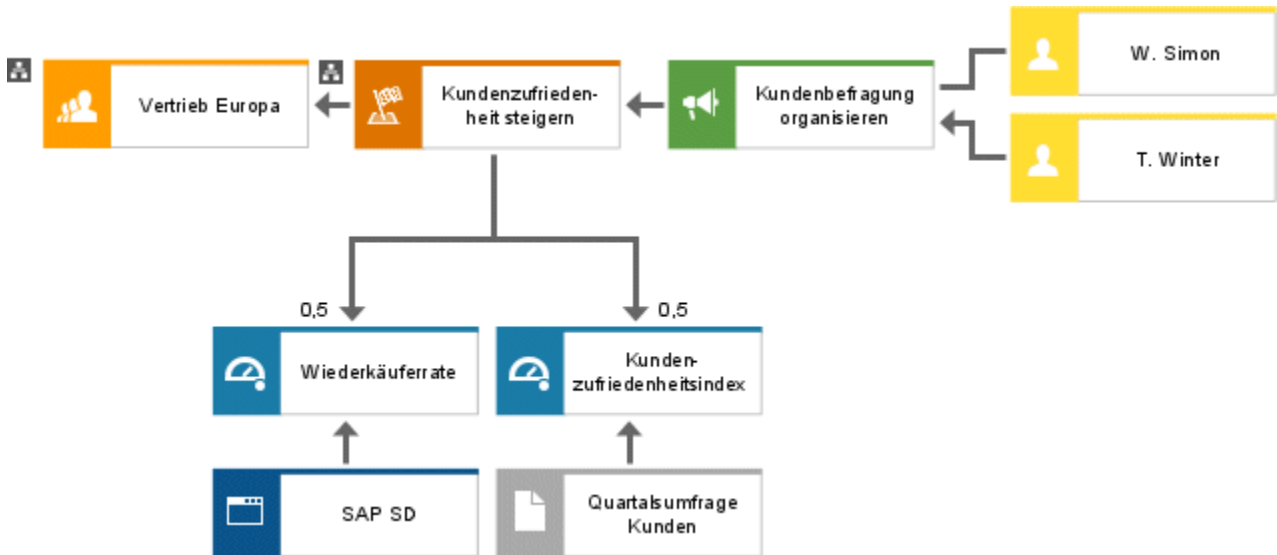 W. Simon
Vertrieb Europa
Kundenzufrieden-
heit steigern
Kundenbefragung
organisieren
T. Winter
0,5
0,5
Wiederkäuferrate
Kunden-
zufriedenheitsindex
SAP SD
Quartalsumfrage
Kunden